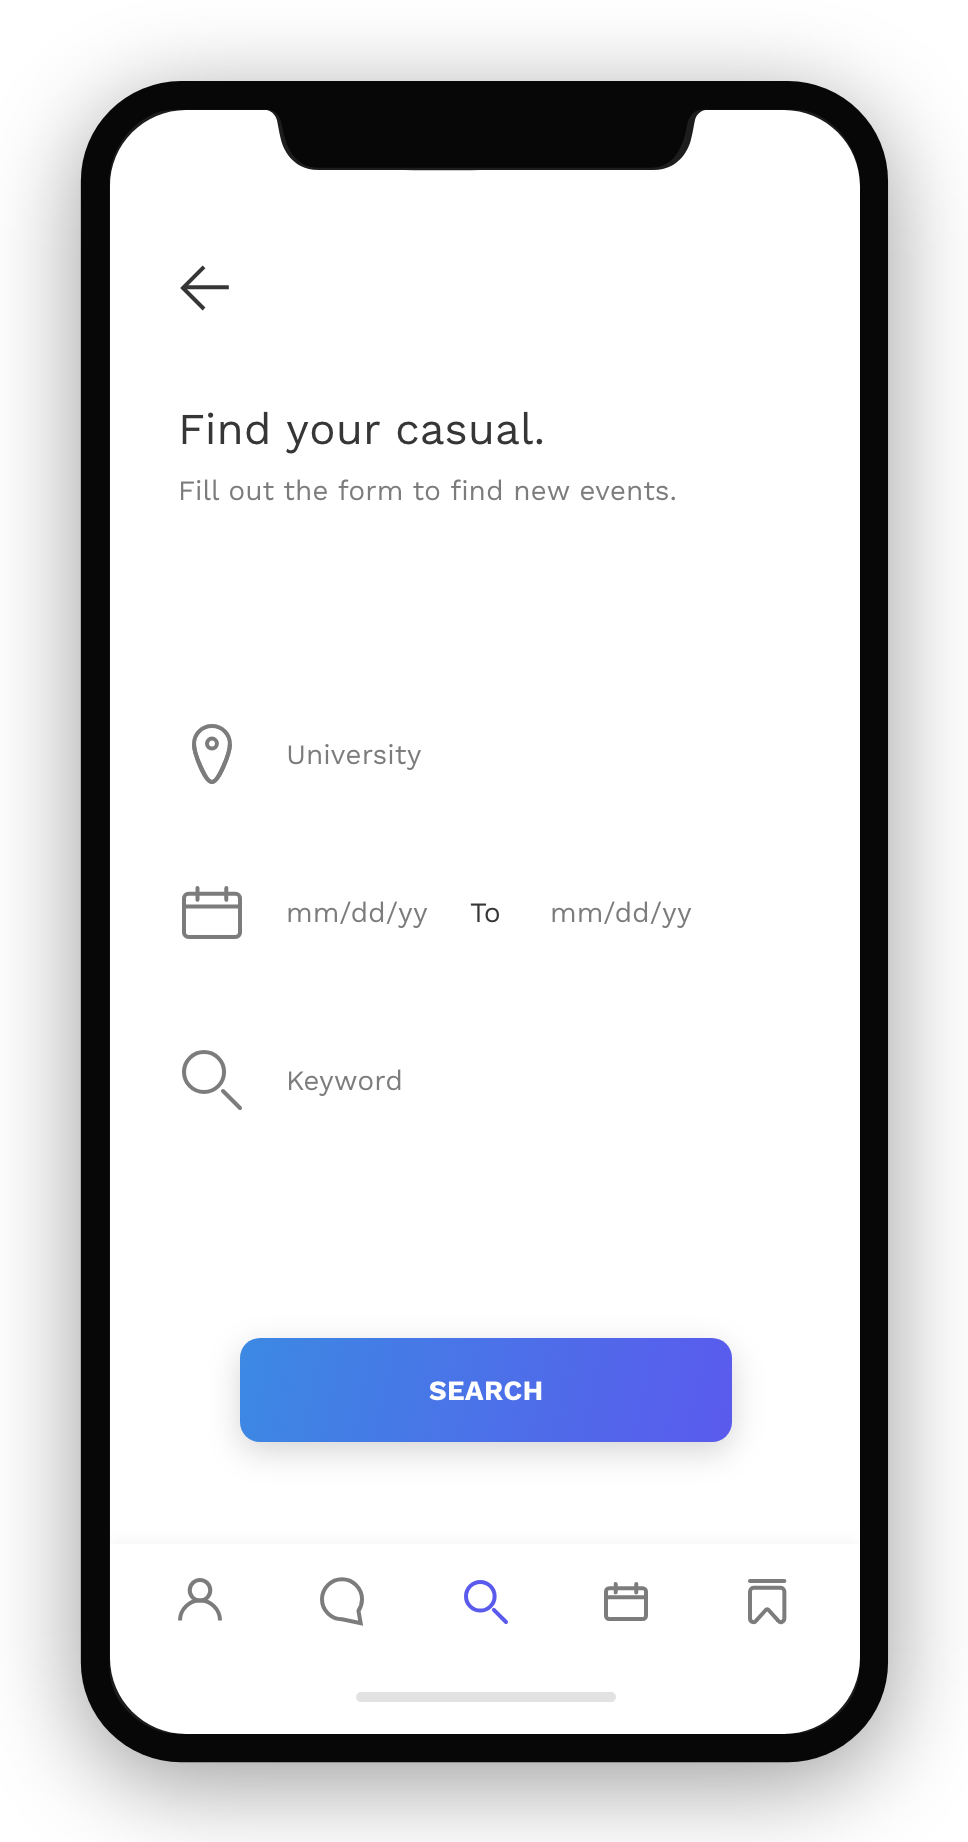 Find your casual.
Fill out the form to find new events.
University
mm/dd/yy To mm/dd/yy
Keyword
SEARCH